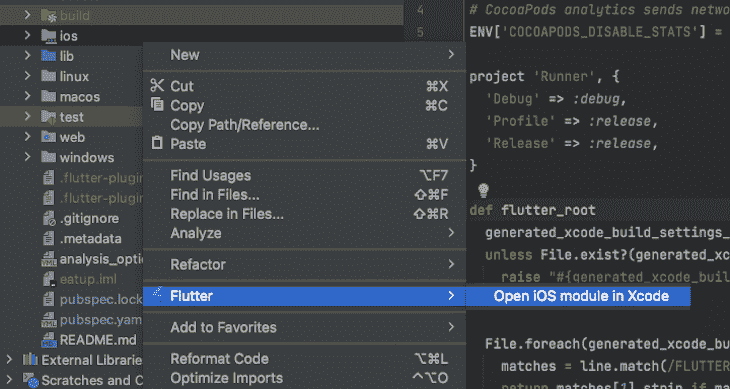 build
ios
lib
linux
macos
test
web
windows
.flutter-plugin
.flutter-plugin
.gitignore
.metadata
analysis_optio
eatup.iml
pubspec.lock
pubspec.yam
README.md
External Libraries
Scratches and C
New
Cut ⌘X
Copy ⌘C
Copy Path/Reference...
Paste ⌘V
Find Usages ⌥F7
Find in Files... ⇧⌘F
Replace in Files... ⇧⌘R
Analyze
Refactor
Flutter
Open iOS module in Xcode
Add to Favorites
Reformat Code ⌥⌘L
Optimize Imports ^⌥O
4 # CocoaPods analytics sends netwo
5 ENV['COCOAPODS_DISABLE_STATS'] =
project 'Runner', {
'Debug' => :debug,
'Profile' => :release,
'Release' => :release,
}
def flutter_root
generated_xcode_build_settings_
unless File.exist?(generated_xc
raise "#{generated_xcode_buil
File.foreach(generated_xcode_bu
matches = line.match(/FLUTTER
return matches[1].strip if ma